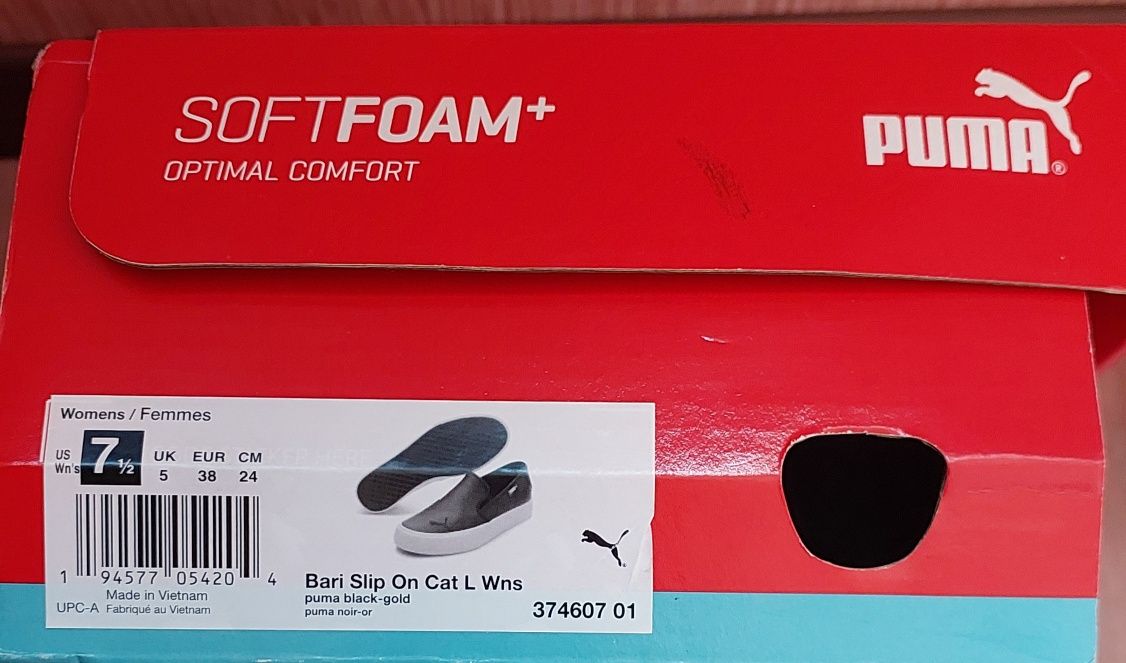 SOFTFOAM+
OPTIMAL COMFORT
PUMA®
Womens / Femmes
US Wn's 7 ½ UK 5 EUR 38 CM 24
1 94577 05420 4
Made in Vietnam
UPC-A Fabriqué au Vietnam
Bari Slip On Cat L Wns
puma black-gold
puma noir-or
374607 01